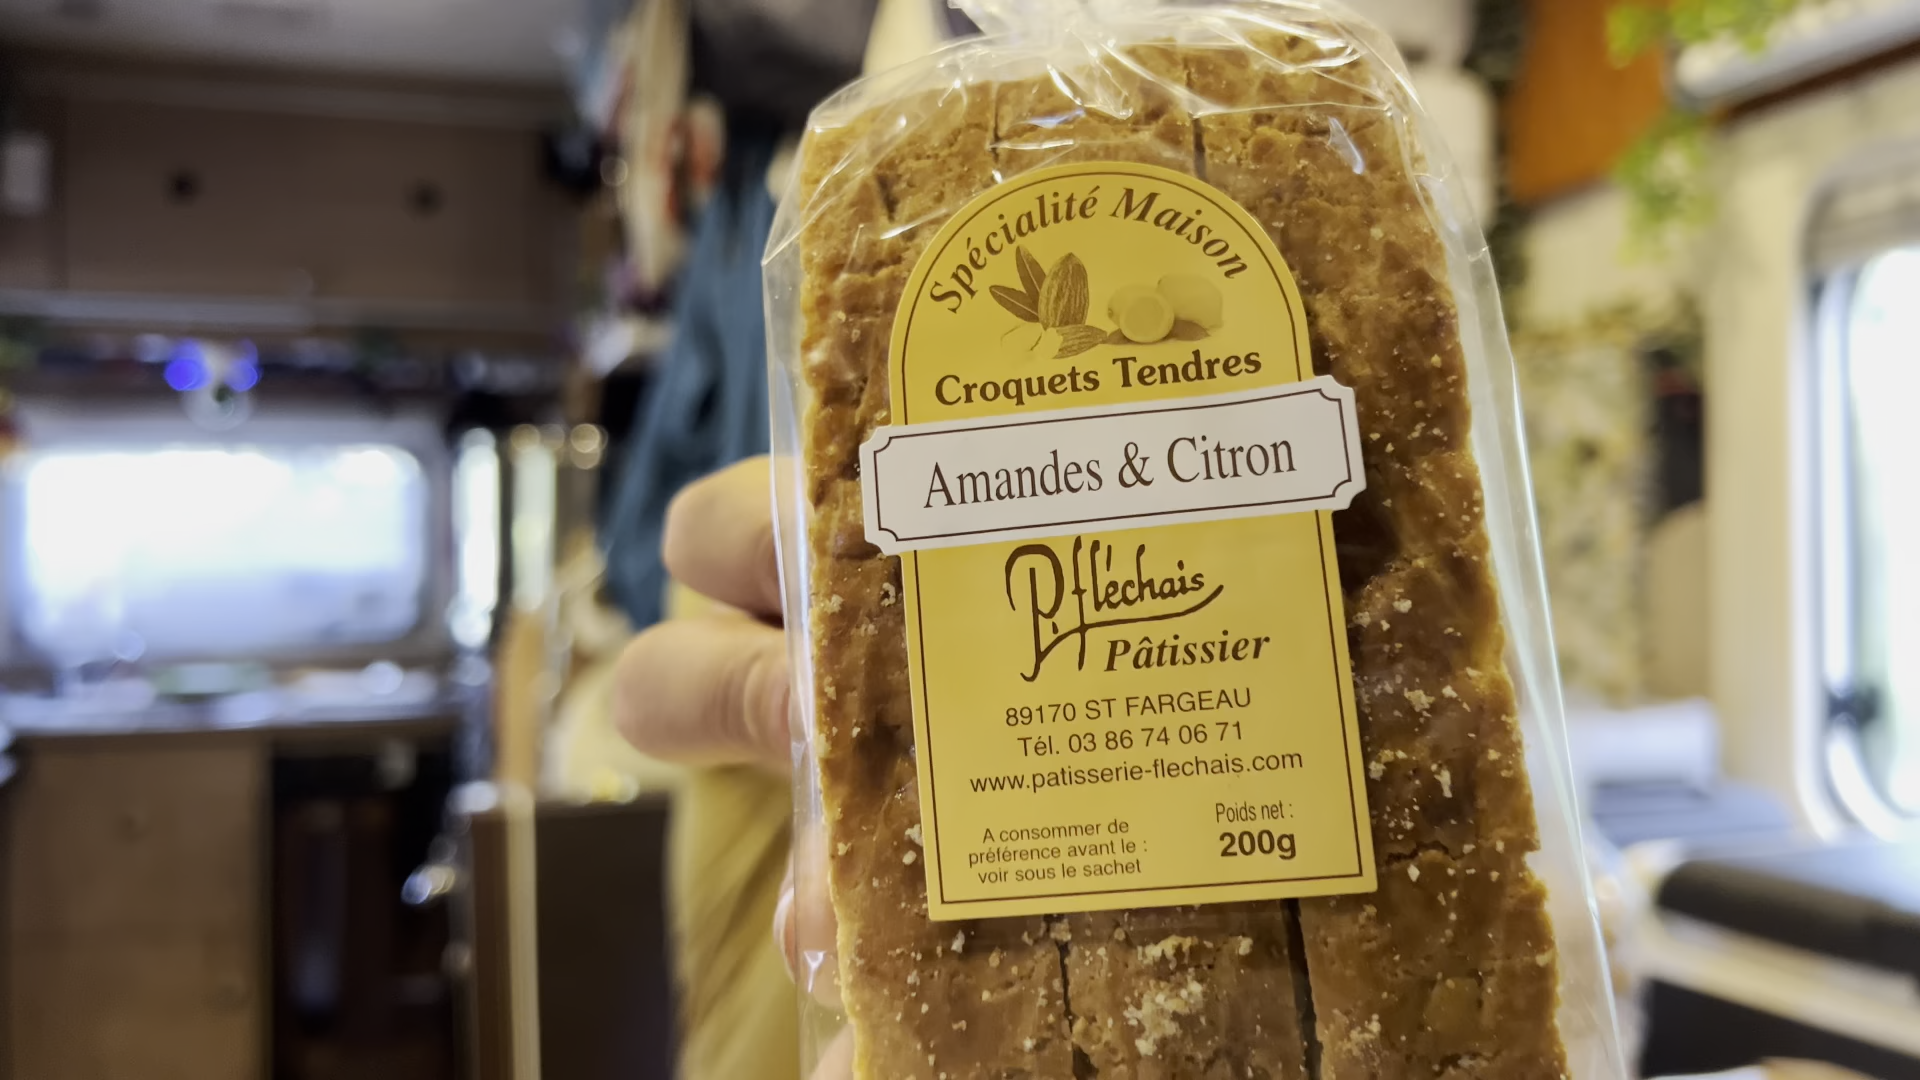 Spécialité Maison
Croquets Tendres
Amandes & Citron
P. fléchais
Pâtissier
89170 ST FARGEAU
Tél. 03 86 74 06 71
www.patisserie-flechais.com
A consommer de
préférence avant le :
voir sous le sachet
Poids net :
200g